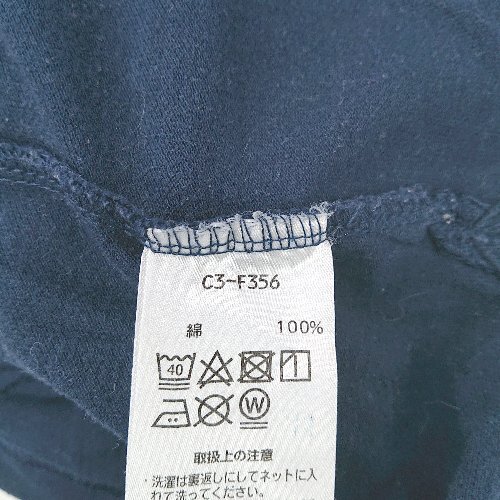 C3-F356
綿 100%
40
W
取扱上の注意
・洗濯は裏返しにしてネットに入
れて洗ってください。